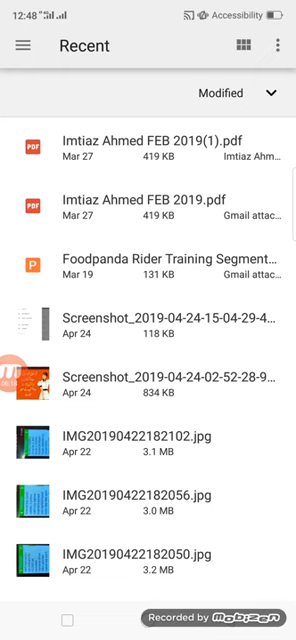 12:48
Accessibility
Recent
Modified
PDF
Imtiaz Ahmed FEB 2019(1).pdf
Mar 27 419 KB Imtiaz Ahm...
PDF
Imtiaz Ahmed FEB 2019.pdf
Mar 27 419 KB Gmail attac...
P
Foodpanda Rider Training Segment...
Mar 19 131 KB Gmail attac...
Screenshot_2019-04-24-15-04-29-4...
Apr 24 118 KB
Screenshot_2019-04-24-02-52-28-9...
Apr 24 834 KB
IMG20190422182102.jpg
Apr 22 3.1 MB
IMG20190422182056.jpg
Apr 22 3.0 MB
IMG20190422182050.jpg
Apr 22 3.2 MB
Recorded by mobizen